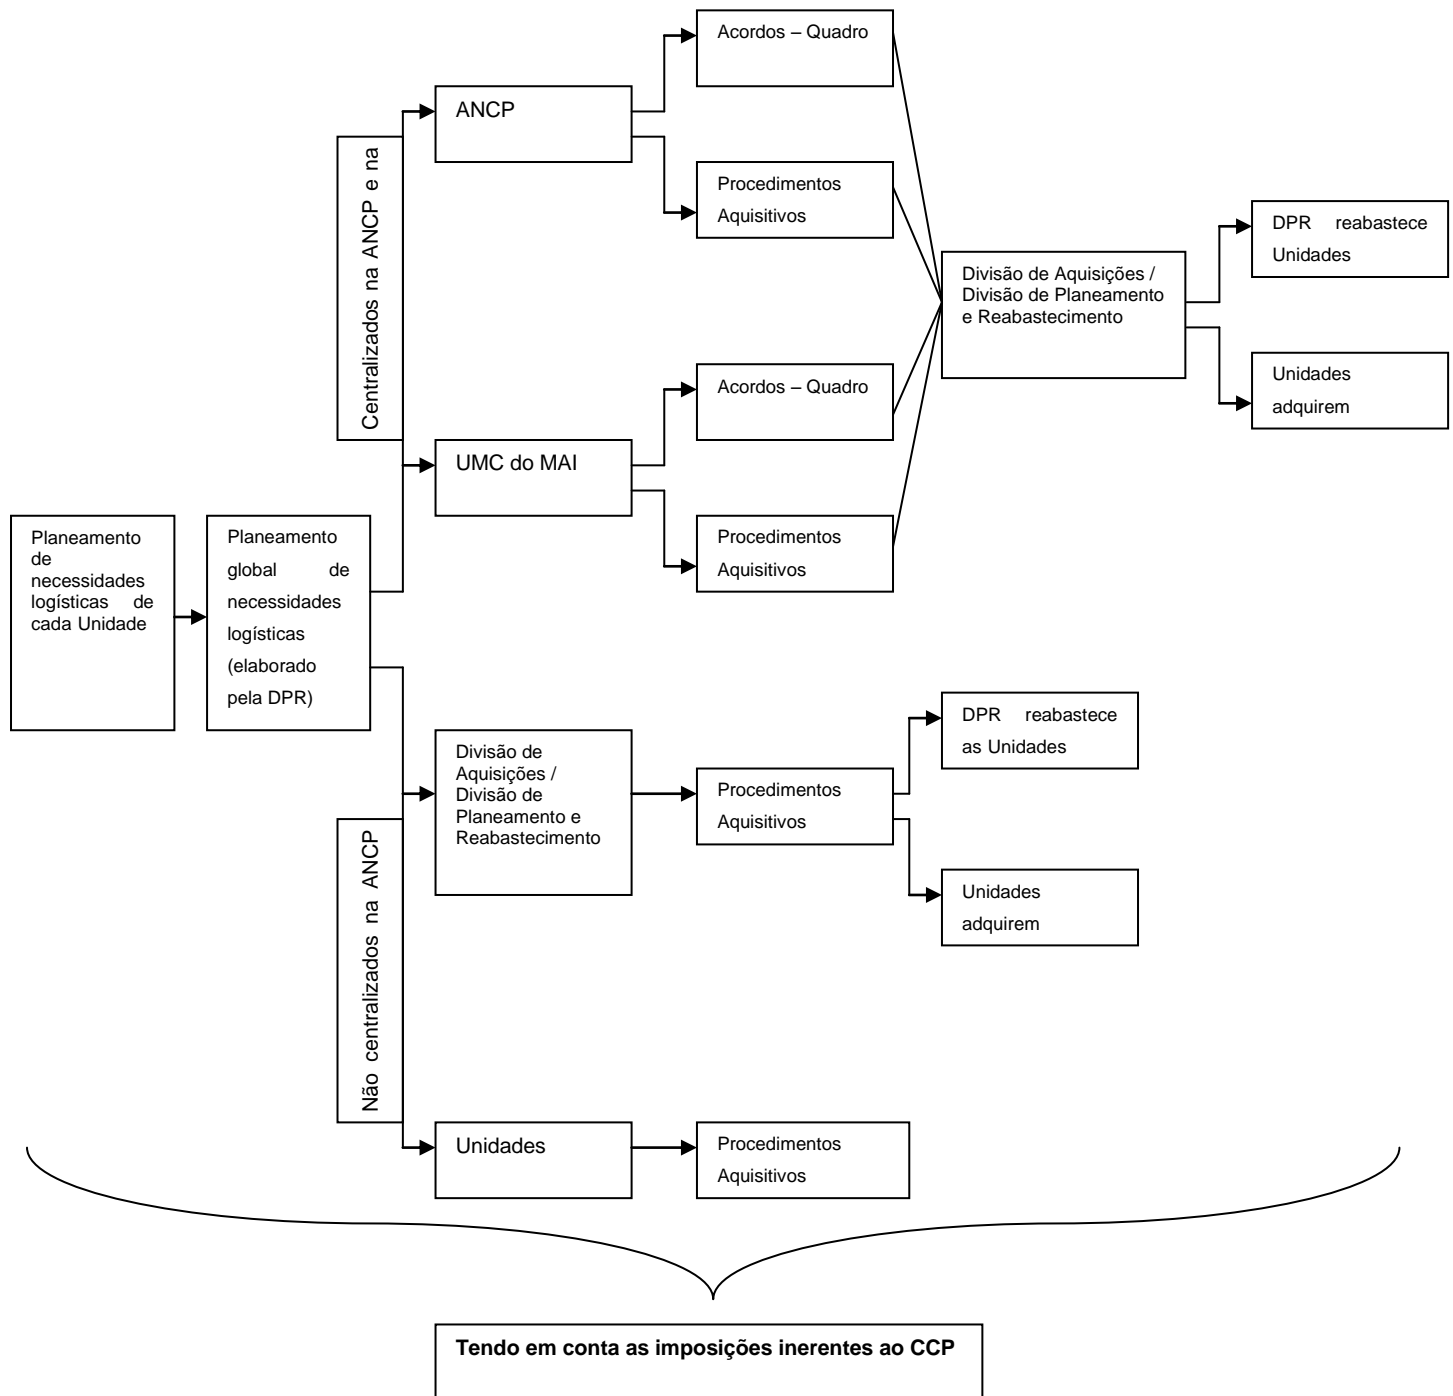 Planeamento
de
necessidades
logísticas de
cada Unidade
Planeamento
global de
necessidades
logísticas
(elaborado
pela DPR)
Centralizados na ANCP e na
ANCP
Acordos – Quadro
Procedimentos
Aquisitivos
UMC do MAI
Acordos – Quadro
Procedimentos
Aquisitivos
Divisão de Aquisições /
Divisão de Planeamento
e Reabastecimento
DPR reabastece
Unidades
Unidades
adquirem
Não centralizados na ANCP
Divisão de
Aquisições /
Divisão de
Planeamento e
Reabastecimento
Procedimentos
Aquisitivos
DPR reabastece
as Unidades
Unidades
adquirem
Unidades
Procedimentos
Aquisitivos
Tendo em conta as imposições inerentes ao CCP